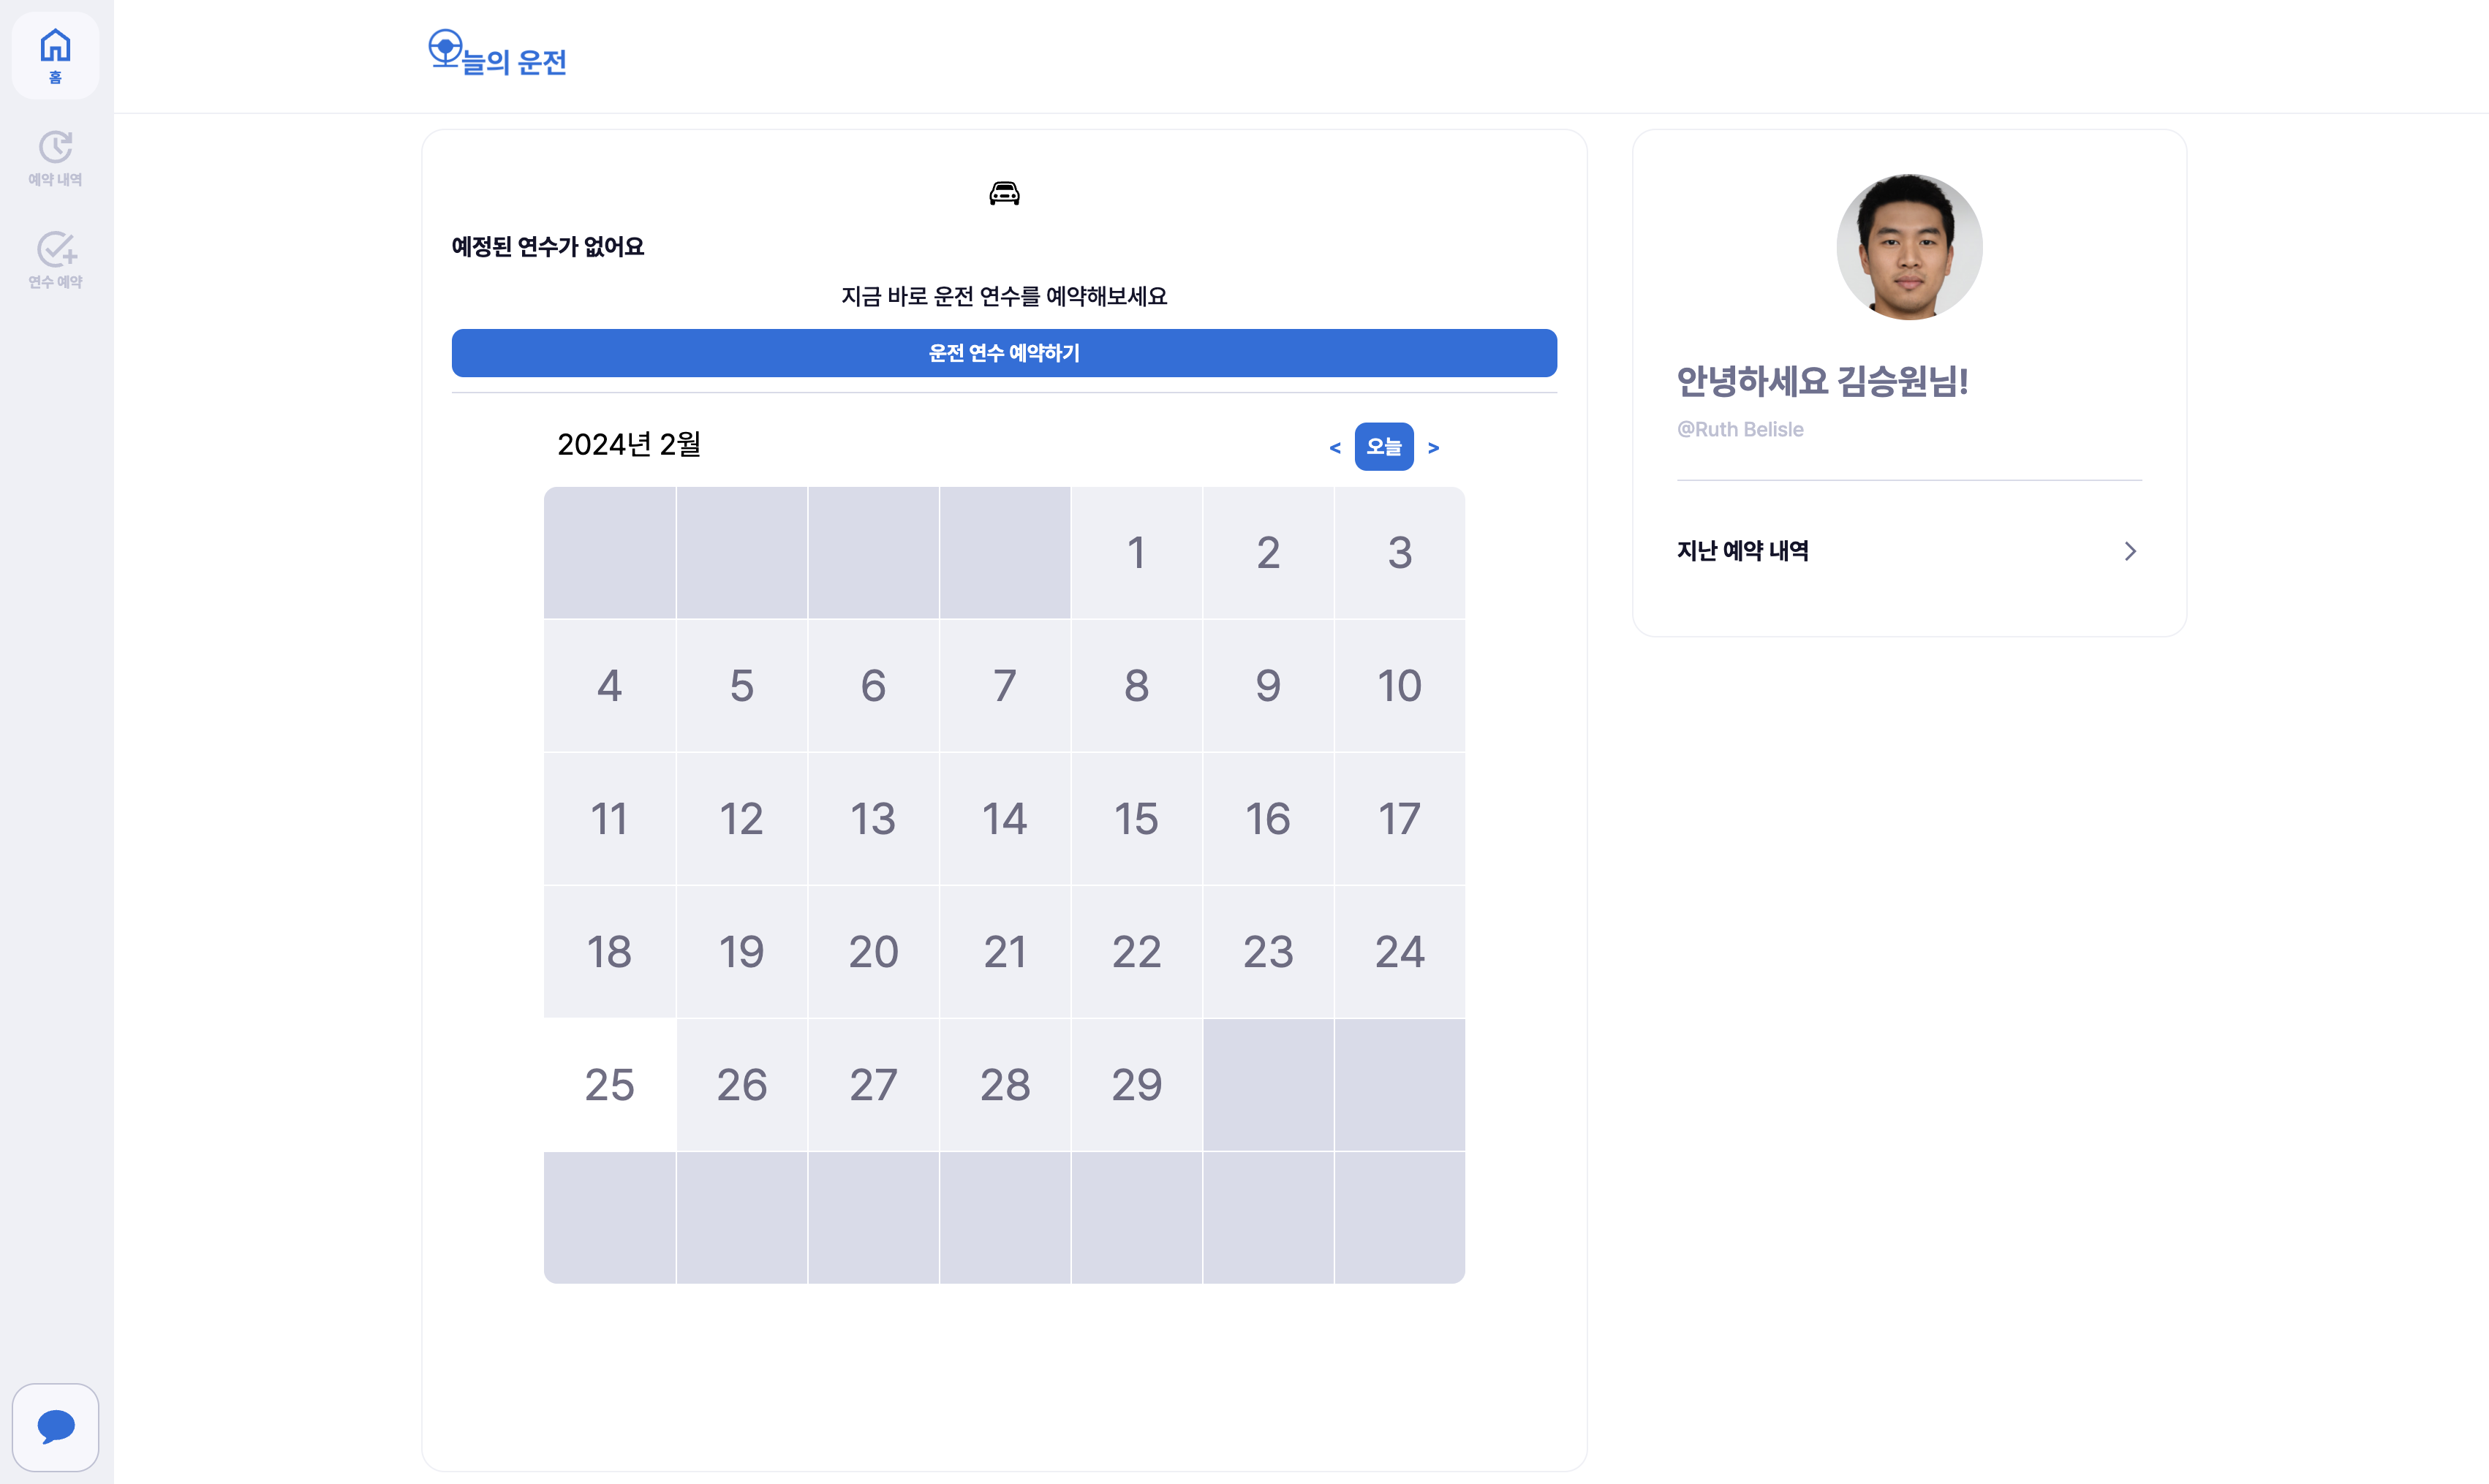 홈
예약 내역
연수 예약
늘의 운전
예정된 연수가 없어요
지금 바로 운전 연수를 예약해보세요
운전 연수 예약하기
2024년 2월
< 오늘 >
1 2 3
4 5 6 7 8 9 10
11 12 13 14 15 16 17
18 19 20 21 22 23 24
25 26 27 28 29
안녕하세요 김승원님!
@Ruth Belisle
지난 예약 내역